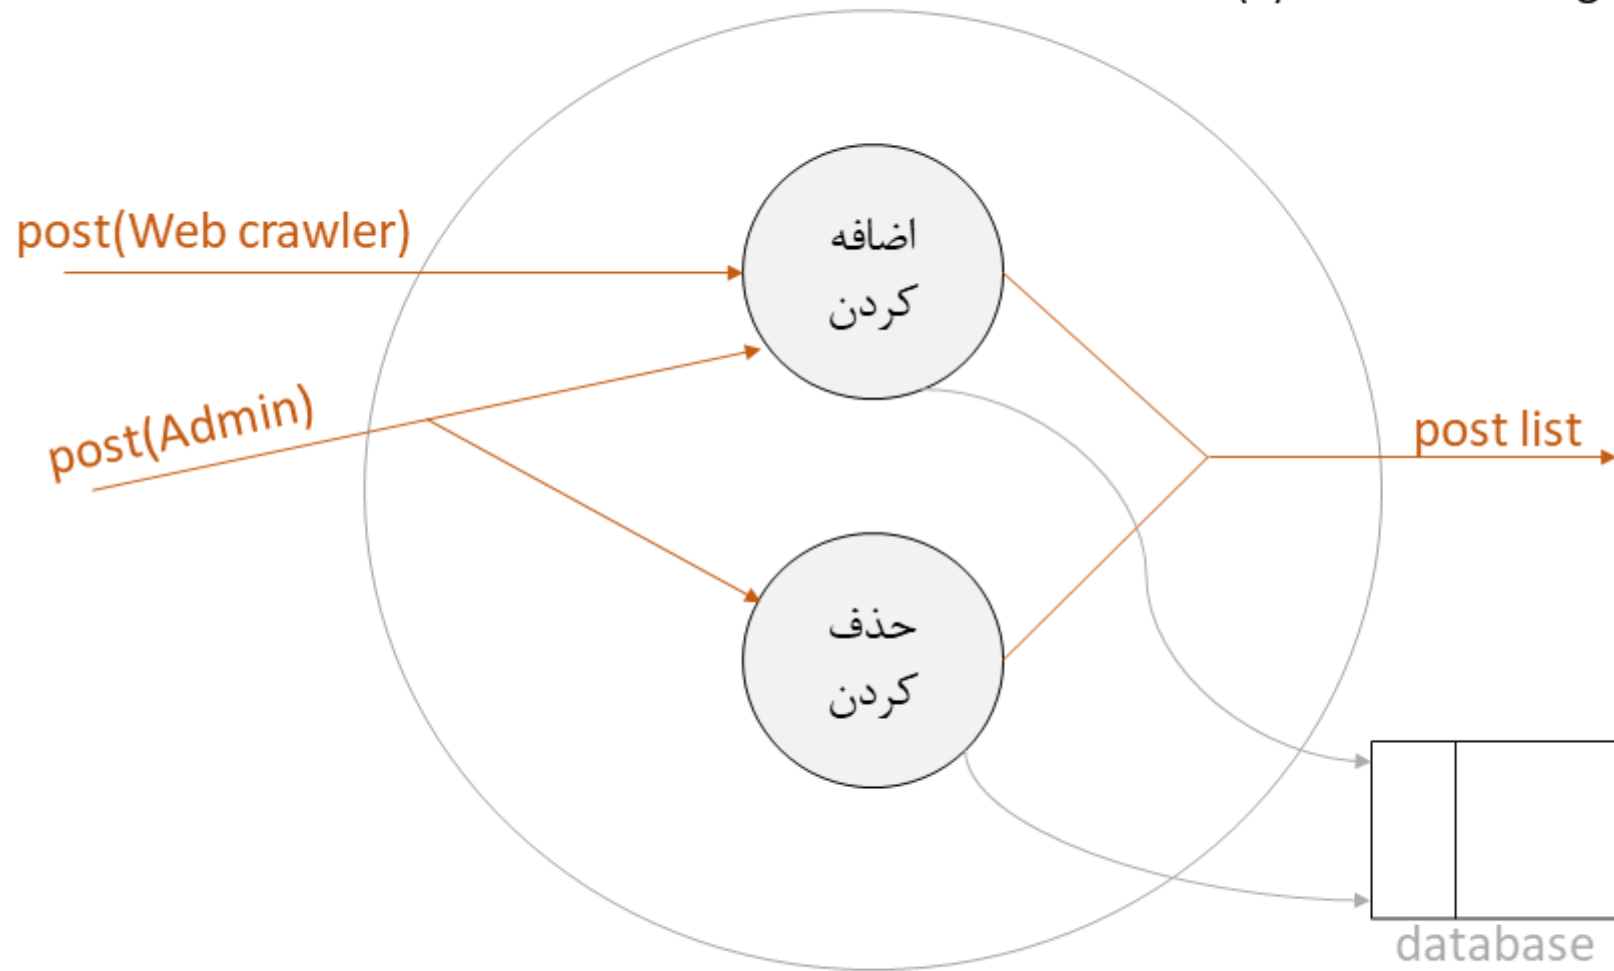 post(Web crawler)
اضافه
کردن
post(Admin)
post list
حذف
کردن
database